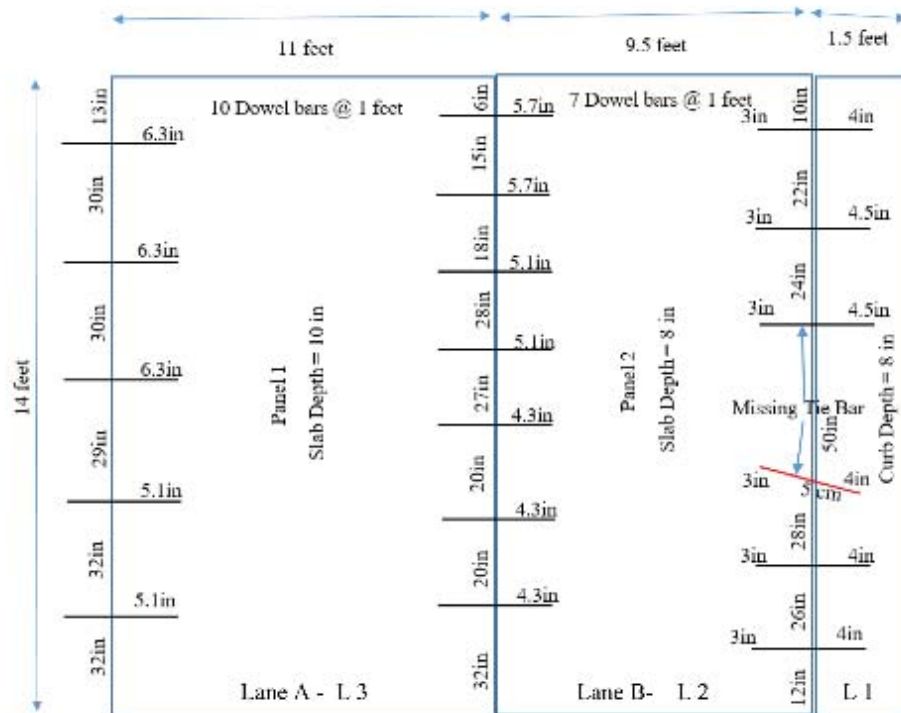 11 feet
9.5 feet
1.5 feet
14 feet
10 Dowel bars @ 1 feet
7 Dowel bars @ 1 feet
13in
30in
30in
29in
32in
32in
6.3in
6.3in
6.3in
5.1in
5.1in
Panel 1
Slab Depth = 10 in
6in
15in
18in
28in
27in
20in
20in
32in
5.7in
5.7in
5.1in
5.1in
4.3in
4.3in
4.3in
Panel 2
Slab Depth = 8 in
3in
3in
3in
3in
3in
3in
10in
22in
24in
50in
28in
26in
12in
4in
4.5in
4.5in
4in
4in
4in
Missing Tie Bar
5 cm
Curb Depth = 8 in
Lane A - L 3
Lane B- L 2
L 1